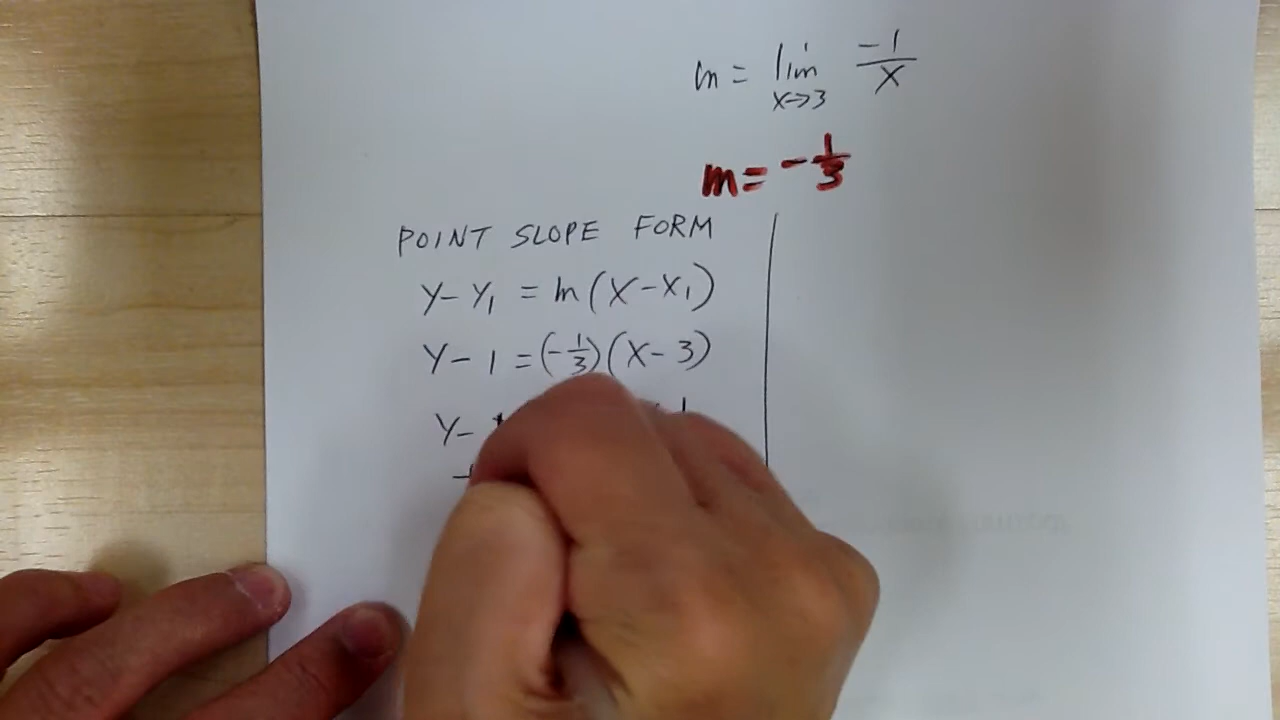 m = lim x→3 -1/x
m = -1/3
POINT SLOPE FORM
Y - Y₁ = m(X - X₁)
Y - 1 = (-1/3)(X - 3)
Y -